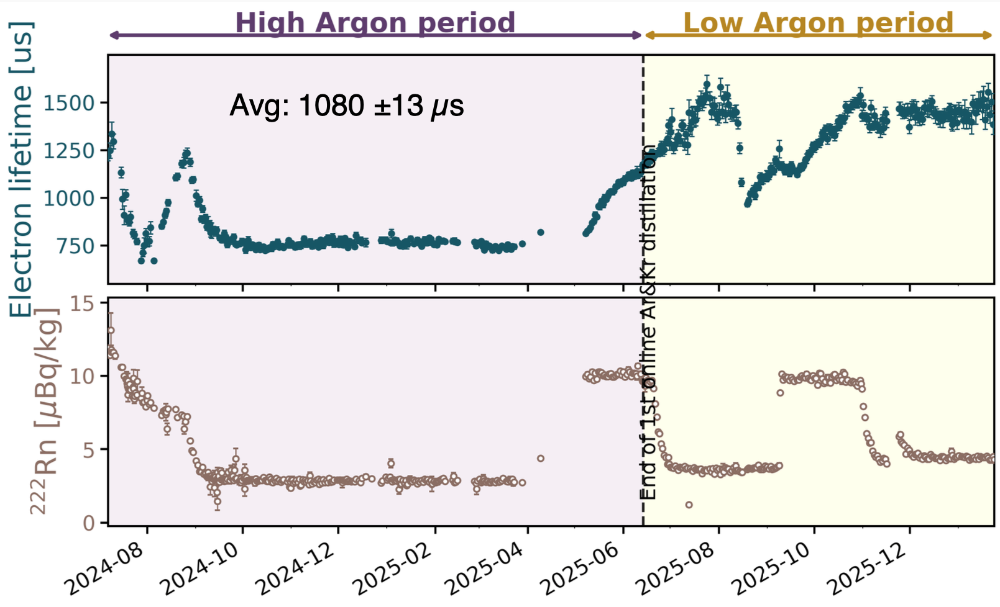 High Argon period
Low Argon period
Electron lifetime [us]
1500
1250
1000
750
Avg: 1080 ±13 µs
End of 1st online Ar&Kr distillation
²²²Rn [µBq/kg]
15
10
5
0
2024-08
2024-10
2024-12
2025-02
2025-04
2025-06
2025-08
2025-10
2025-12